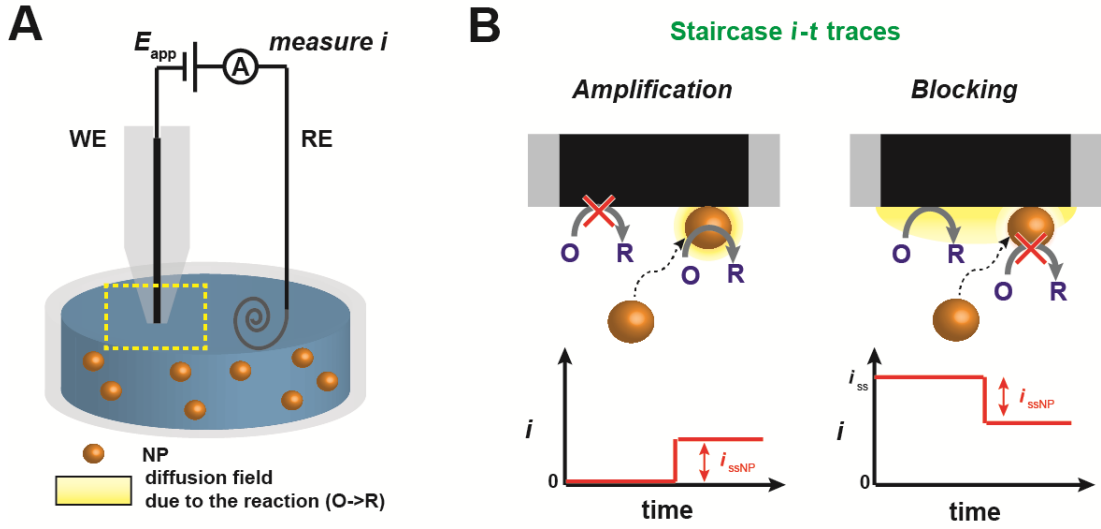 A
E app
measure i
A
WE
RE
NP
diffusion field
due to the reaction (O->R)
B
Staircase i-t traces
Amplification
Blocking
O
R
O
R
O
R
O
R
i
i ssNP
0
time
i ss
i
i ssNP
0
time